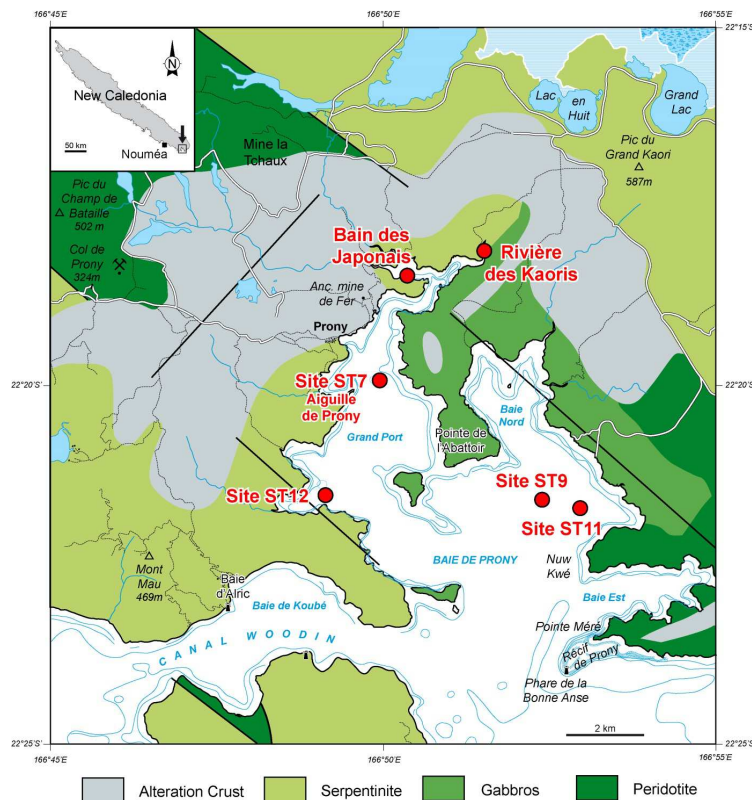 166°45'E
166°50'E
166°55'E
22°15'S
N
New Caledonia
50 km
Nouméa
Lac
en
Huit
Grand
Lac
Mine la
Tchaux
Pic du
Grand Kaori
587m
Pic du
Champ de
Bataille
502 m
Col de
Prony
324m
Bain des
Japonais
Rivière
des Kaoris
Anc. mine
de Fer
Prony
22°20'S
22°20'S
Site ST7
Aiguille
de Prony
Baie
Nord
Grand Port
Pointe de
l'Abattoir
Site ST12
Site ST9
Site ST11
BAIE DE PRONY
Nuw
Kwé
Mont
Mau
469m
Baie
d'Alric
Baie de Koubé
Baie Est
Pointe Méré
CANAL WOODIN
Récif
de Prony
Phare de la
Bonne Anse
2 km
22°25'S
22°25'S
166°45'E
166°50'E
166°55'E
Alteration Crust
Serpentinite
Gabbros
Peridotite